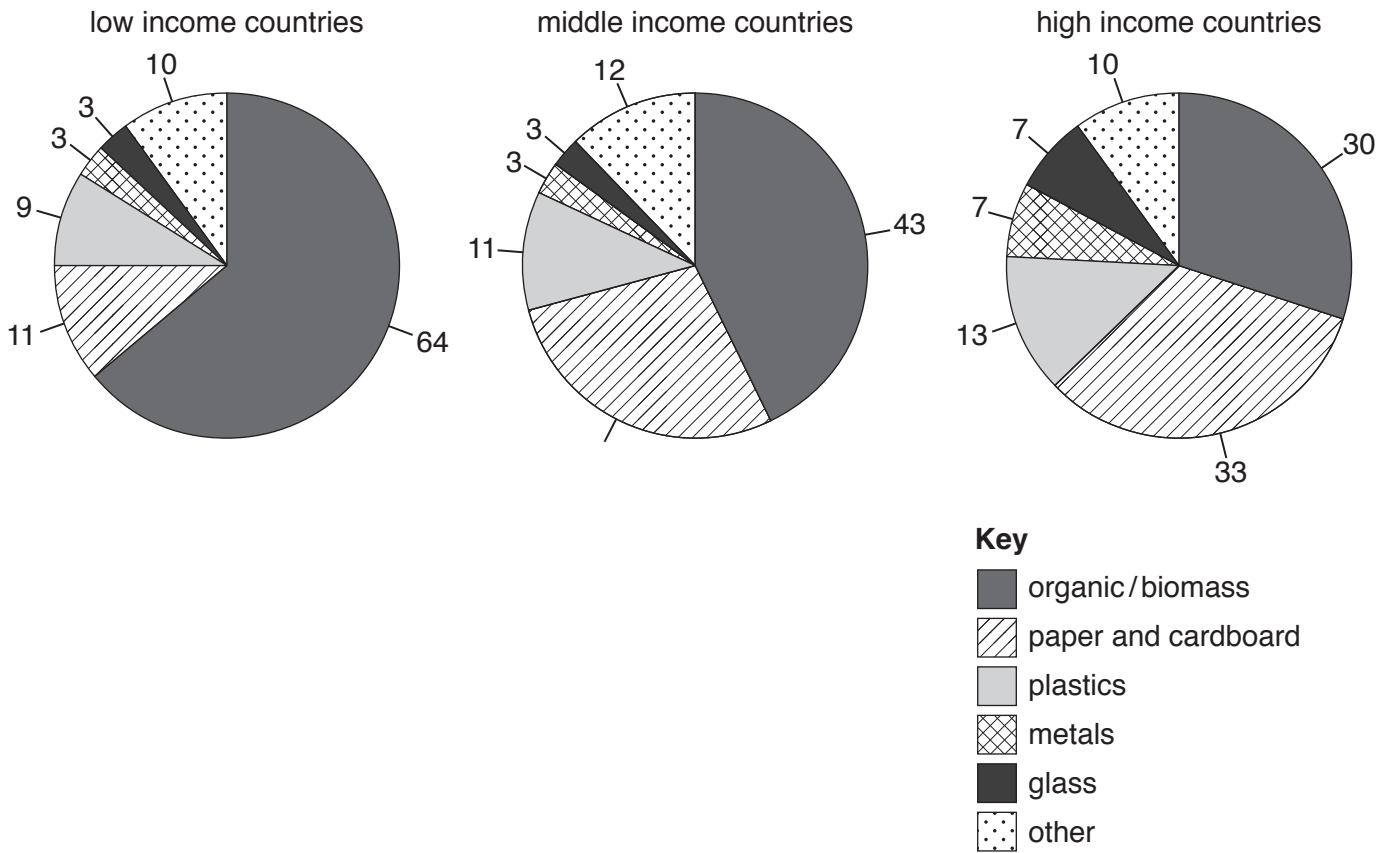 low income countries
10
3
3
9
11
64
middle income countries
12
3
3
11
43
high income countries
10
7
7
13
30
33
Key
organic / biomass
paper and cardboard
plastics
metals
glass
other